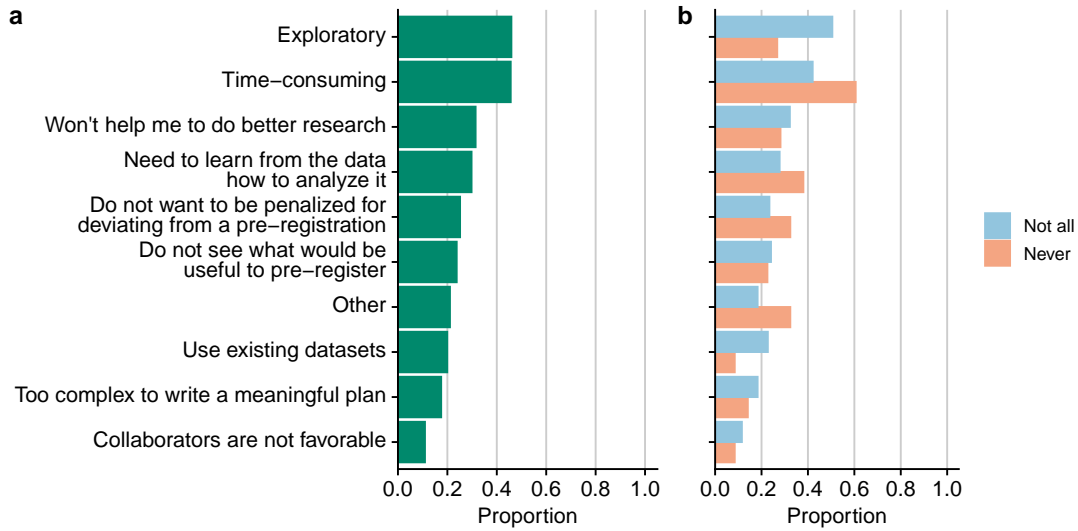 a
Exploratory
Time−consuming
Won't help me to do better research
Need to learn from the data
how to analyze it
Do not want to be penalized for
deviating from a pre−registration
Do not see what would be
useful to pre−register
Other
Use existing datasets
Too complex to write a meaningful plan
Collaborators are not favorable
0.0 0.2 0.4 0.6 0.8 1.0
Proportion
b
0.0 0.2 0.4 0.6 0.8 1.0
Proportion
Not all
Never